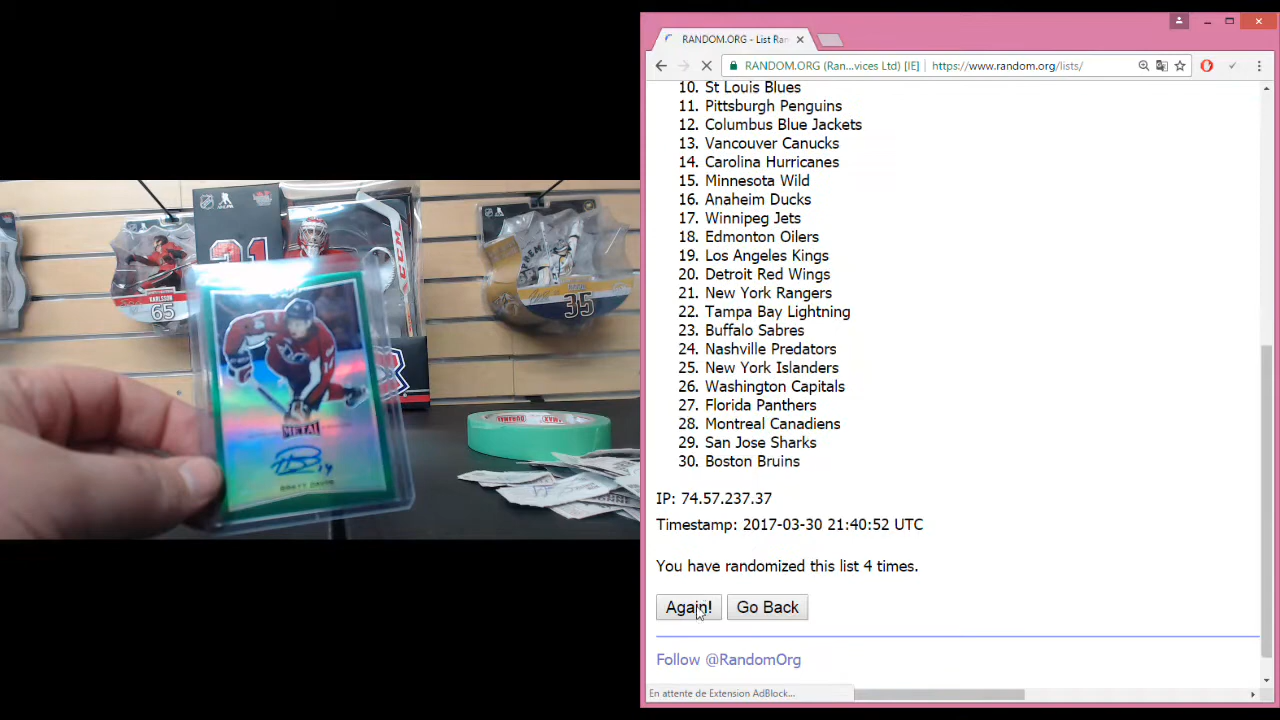 RANDOM.ORG - List Ran
RANDOM.ORG (Ran...vices Ltd) [IE]
https://www.random.org/lists/
10. St Louis Blues
11. Pittsburgh Penguins
12. Columbus Blue Jackets
13. Vancouver Canucks
14. Carolina Hurricanes
15. Minnesota Wild
16. Anaheim Ducks
17. Winnipeg Jets
18. Edmonton Oilers
19. Los Angeles Kings
20. Detroit Red Wings
21. New York Rangers
22. Tampa Bay Lightning
23. Buffalo Sabres
24. Nashville Predators
25. New York Islanders
26. Washington Capitals
27. Florida Panthers
28. Montreal Canadiens
29. San Jose Sharks
30. Boston Bruins
IP: 74.57.237.37
Timestamp: 2017-03-30 21:40:52 UTC
You have randomized this list 4 times.
Again! Go Back
Follow @RandomOrg
En attente de Extension AdBlock...
31
CCM
KARLSSON
65
35
METAL